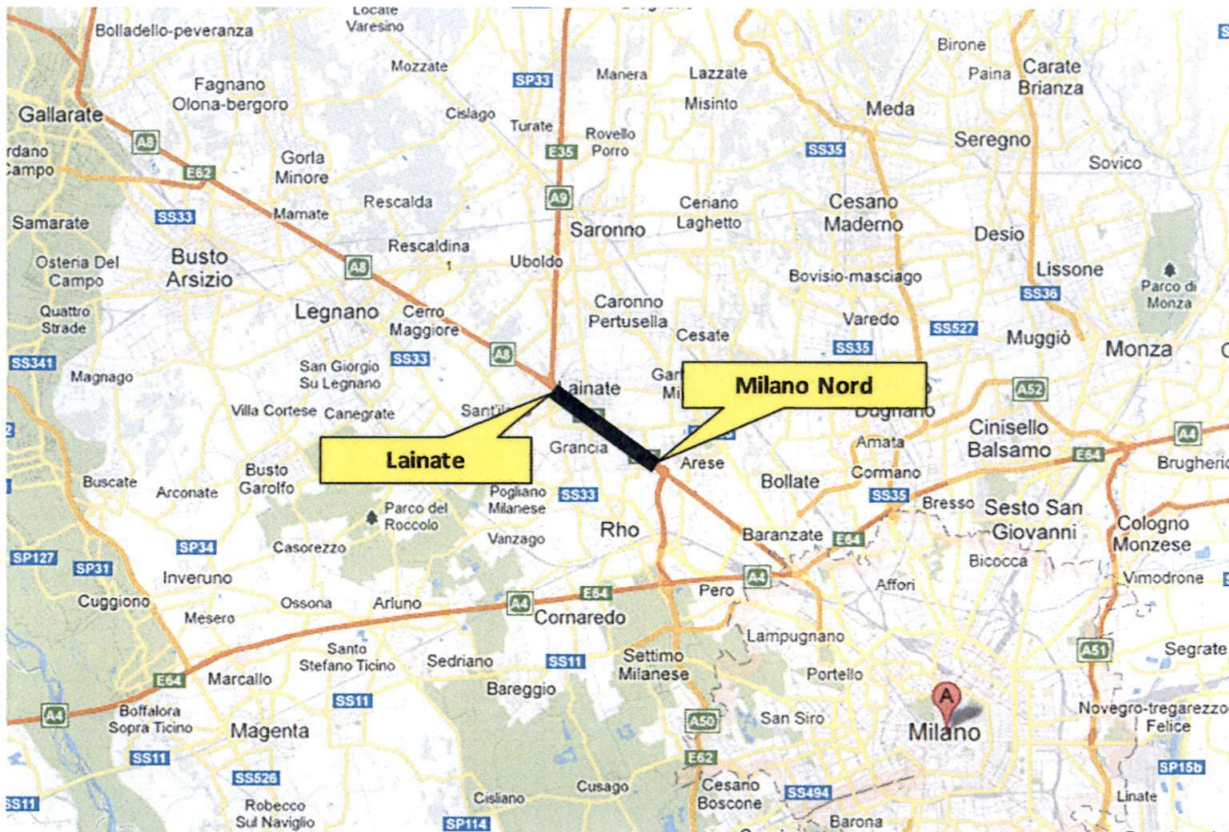 Locate
Varesino
Bolladello-peveranza
Birone
Mozzate
SP33
Manera
Lazzate
Paina
Carate
Brianza
Fagnano
Olona-bergoro
Misinto
Meda
Gallarate
Cislago
Turate
Rovello
Porro
Seregno
A8
E35
SS35
Sovico
Campo
E62
Gorla
Minore
A9
SS33
Marnate
Rescalda
Ceriano
Laghetto
Cesano
Maderno
Samarate
Saronno
Desio
Rescaldina
1
Busto
Arsizio
Osteria Del
Campo
A8
Uboldo
Bovisio-masciago
Lissone
Parco di
Monza
SS36
Quattro
Strade
Legnano
Cerro
Maggiore
Caronno
Pertusella
Varedo
SS527
Cesate
Muggiò
SS341
SS33
A8
SS35
Monza
Magnago
San Giorgio
Su Legnano
Lainate
Milano Nord
A52
Villa Cortese
Canegrate
Cinisello
Balsamo
Grancia
Amata
A4
Lainate
Arese
E64
Brugherio
Busto
Garolfo
Cormano
Buscate
Arconate
Pogliano
Milanese
SS33
Bollate
SS35
Bresso
Sesto San
Giovanni
Parco del
Roccolo
Rho
Cologno
Monzese
Vanzago
Baranzate
E64
SP34
Casorezzo
SP127
SP31
Inveruno
Bicocca
Vimodrone
Affori
Pero
A4
Cuggiono
Ossona
Arluno
E64
Mesero
A4
Cornaredo
Lampugnano
Santo
Stefano Ticino
Sedriano
SS11
Settimo
Milanese
A51
Segrate
E64
Marcallo
Portello
Bareggio
SS11
A
A4
Boffalora
Sopra Ticino
A50
San Siro
Novegro-tregarezzo
Felice
Magenta
Milano
SS11
E62
SP15b
SS526
Cusago
Cesano
Boscone
SS11
Cisliano
SS494
Linate
Robecco
Sul Naviglio
SP114
Barona